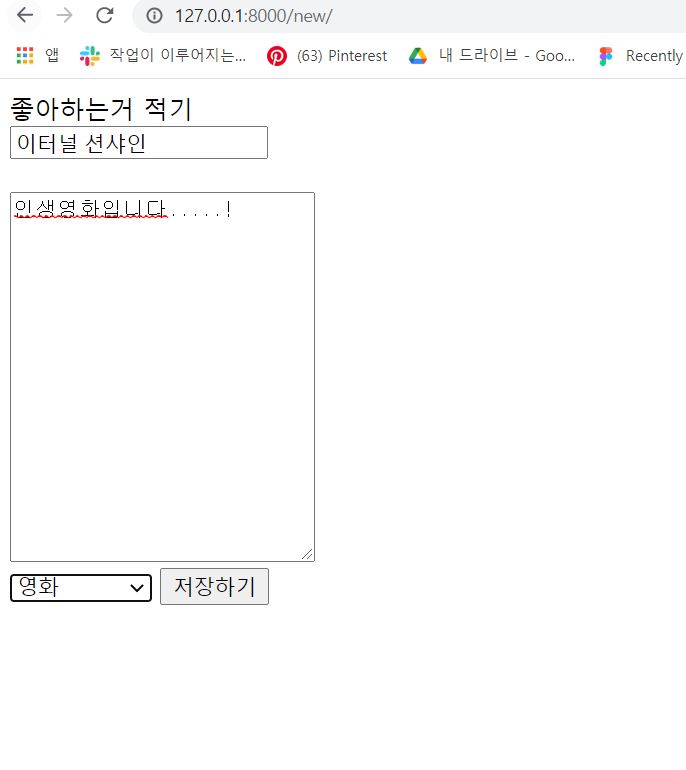 127.0.0.1:8000/new/
앱 작업이 이루어지는... (63) Pinterest 내 드라이브 - Goo... Recently
좋아하는거 적기
이터널 션샤인
인생영화입니다.....!
영화 저장하기